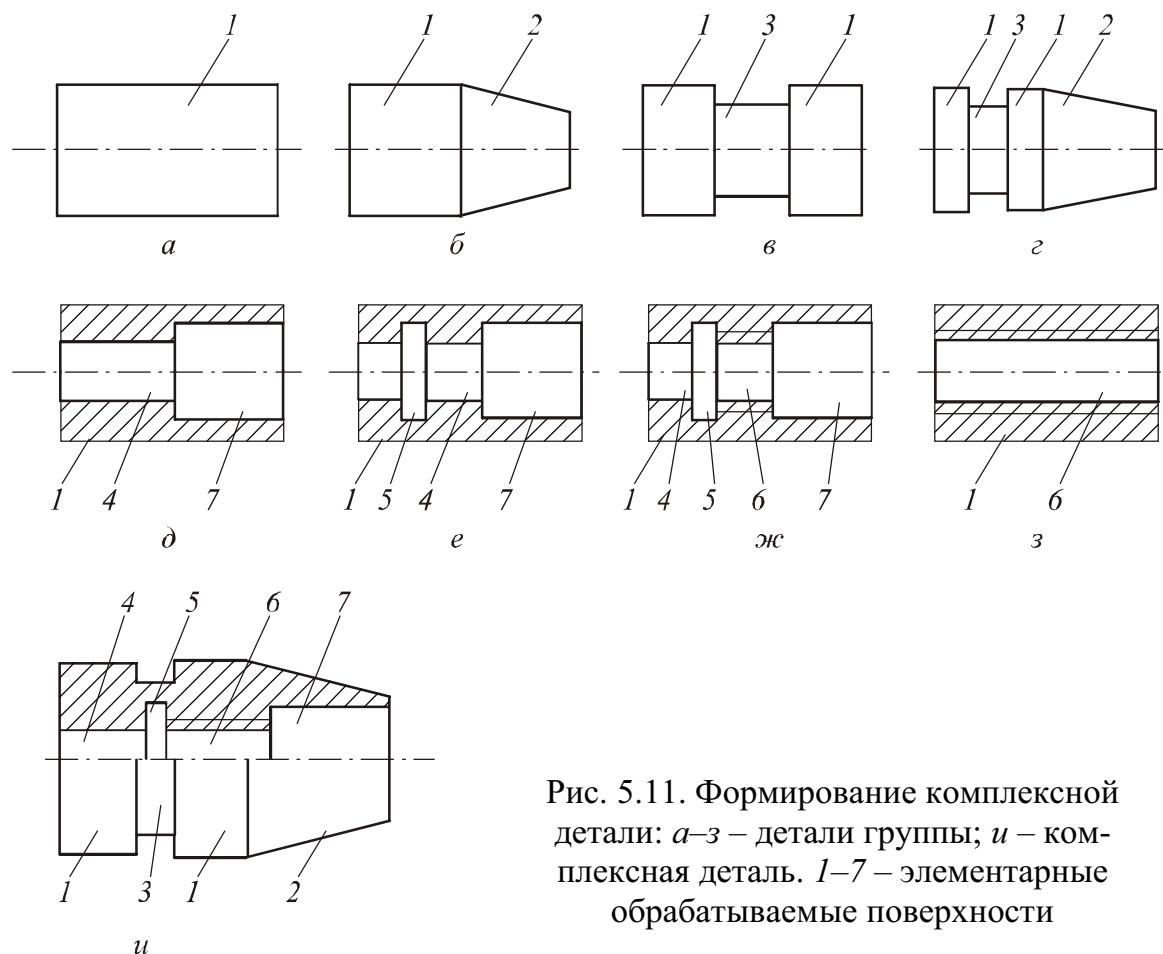 1 1 2 1 3 1 1 3 1 2
а б в г
1 4 7 1 5 4 7 1 4 5 6 7 1 6
д е ж з
4 5 6 7
1 3 1 2
и
Рис. 5.11. Формирование комплексной
детали: а–з – детали группы; и – ком-
плексная деталь. 1–7 – элементарные
обрабатываемые поверхности